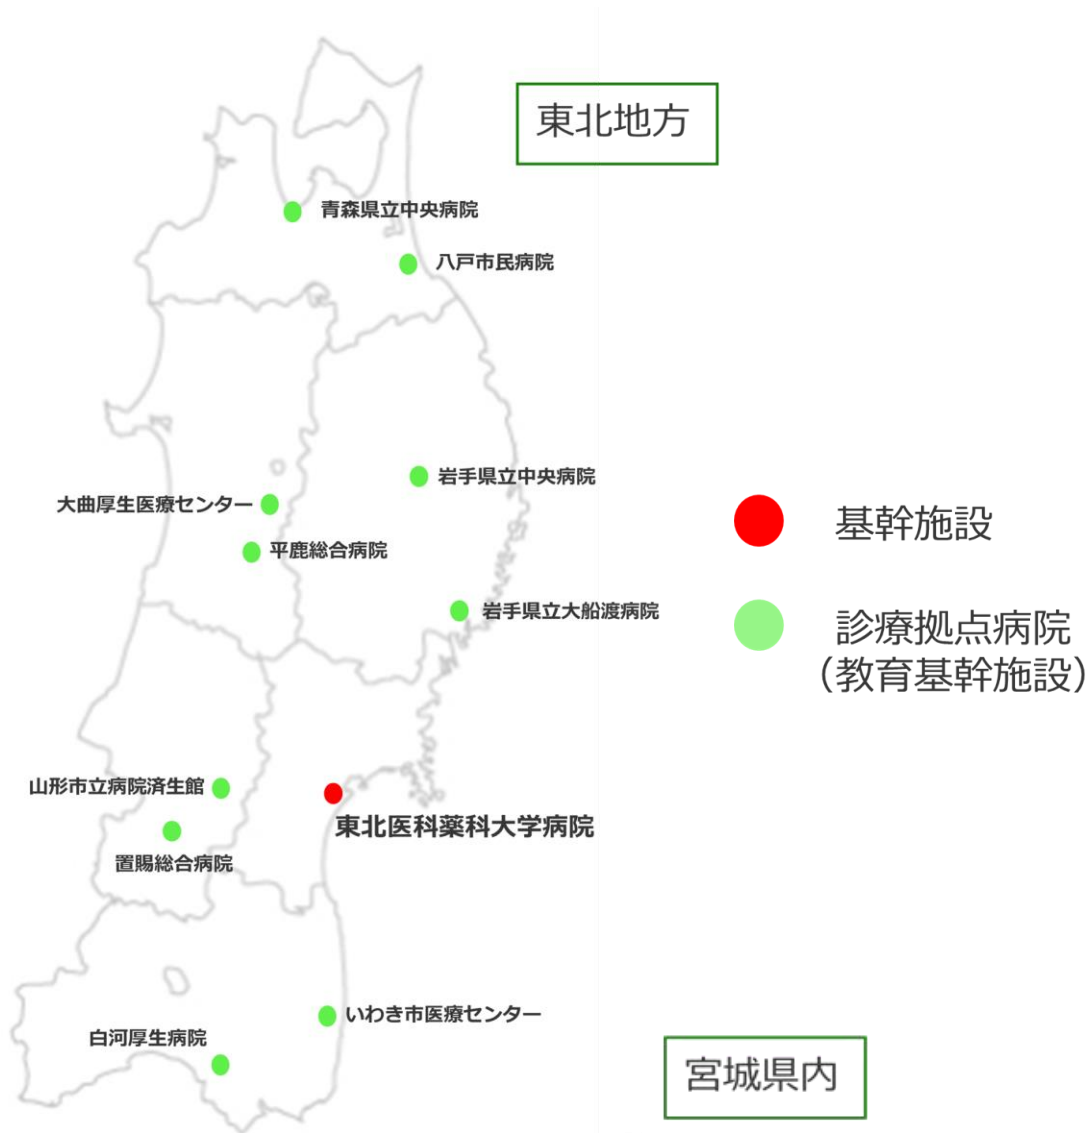 東北地方
青森県立中央病院
八戸市民病院
岩手県立中央病院
大曲厚生医療センター
平鹿総合病院
基幹施設
岩手県立大船渡病院
診療拠点病院
（教育基幹施設）
山形市立病院済生館
東北医科薬科大学病院
置賜総合病院
いわき市医療センター
白河厚生病院
宮城県内